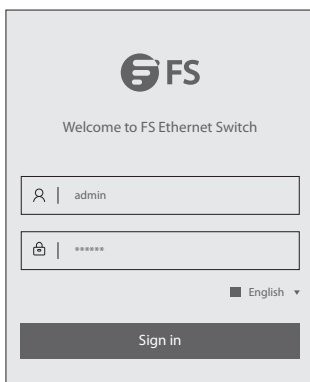 FS
Welcome to FS Ethernet Switch
admin
******
English
Sign in